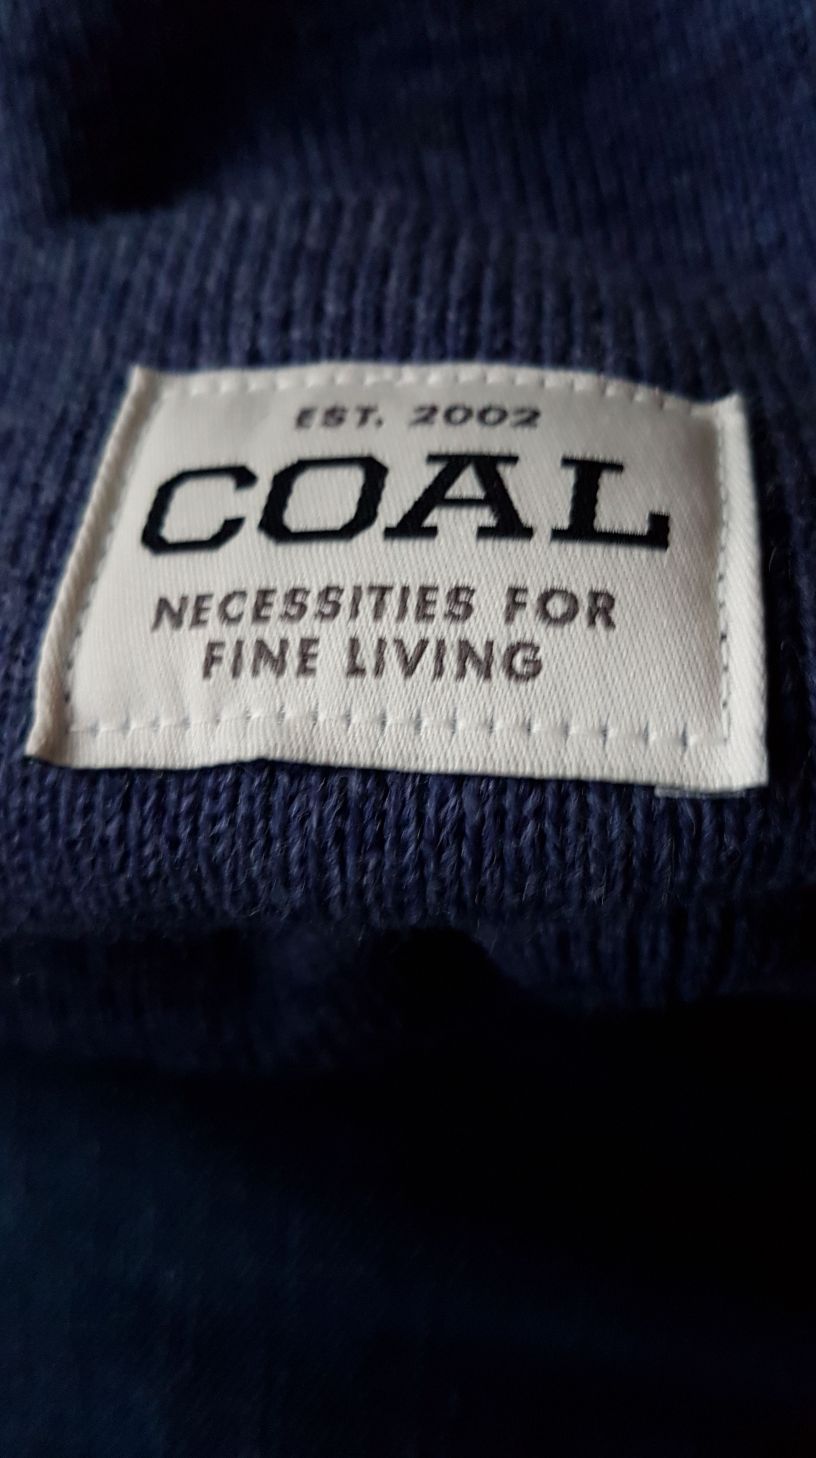 EST. 2002
COAL
NECESSITIES FOR
FINE LIVING